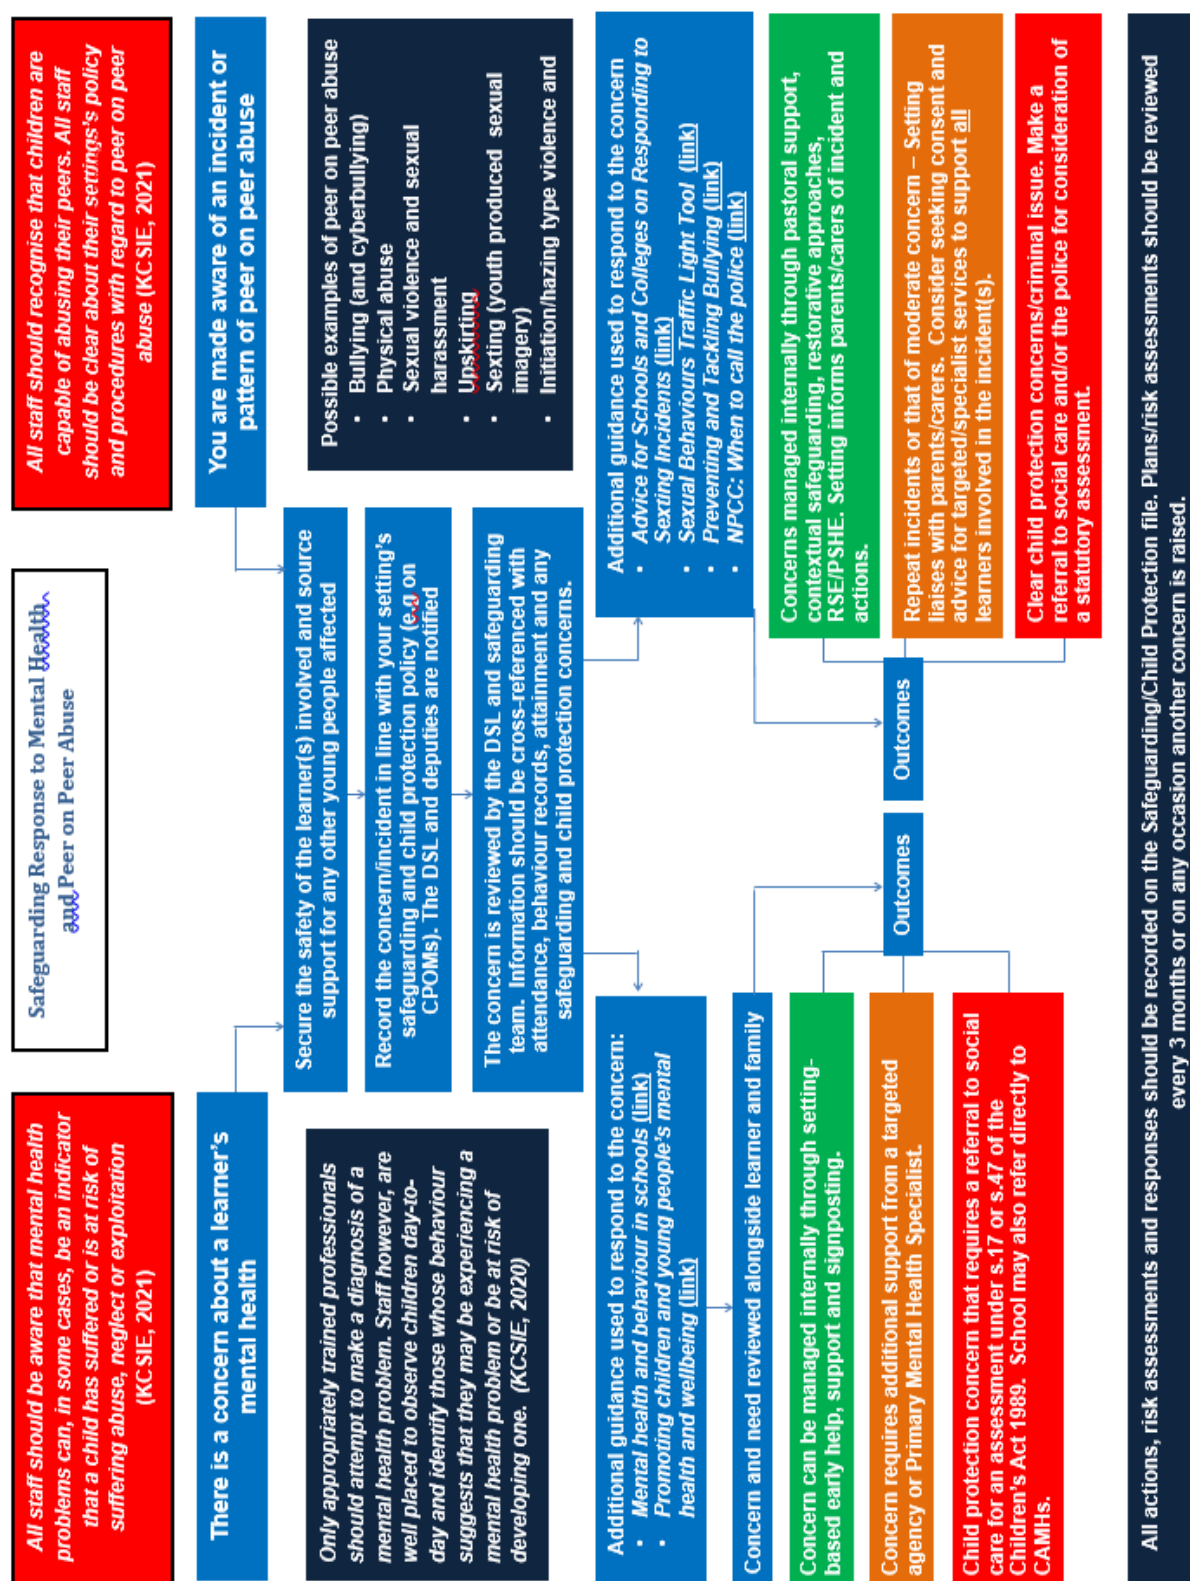 Safeguarding Response to Mental Health
and Peer on Peer Abuse
All staff should be aware that mental health
problems can, in some cases, be an indicator
that a child has suffered or is at risk of
suffering abuse, neglect or exploitation
(KCSIE, 2021)
All staff should recognise that children are
capable of abusing their peers. All staff
should be clear about their settings's policy
and procedures with regard to peer on peer
abuse (KCSIE, 2021)
There is a concern about a learner's
mental health
You are made aware of an incident or
pattern of peer on peer abuse
Secure the safety of the learner(s) involved and source
support for any other young people affected
Record the concern/incident in line with your setting's
safeguarding and child protection policy (e.g on
CPOMs). The DSL and deputies are notified
The concern is reviewed by the DSL and safeguarding
team. Information should be cross-referenced with
attendance, behaviour records, attainment and any
safeguarding and child protection concerns.
Only appropriately trained professionals
should attempt to make a diagnosis of a
mental health problem. Staff however, are
well placed to observe children day-to-
day and identify those whose behaviour
suggests that they may be experiencing a
mental health problem or be at risk of
developing one. (KCSIE, 2020)
Possible examples of peer on peer abuse
• Bullying (and cyberbullying)
• Physical abuse
• Sexual violence and sexual
harassment
• Upskirting
• Sexting (youth produced sexual
imagery)
• Initiation/hazing type violence and
Additional guidance used to respond to the concern:
• Mental health and behaviour in schools (link)
• Promoting children and young people's mental
health and wellbeing (link)
Concern and need reviewed alongside learner and family
Outcomes
Concern can be managed internally through setting-
based early help, support and signposting.
Concern requires additional support from a targeted
agency or Primary Mental Health Specialist.
Child protection concern that requires a referral to social
care for an assessment under s.17 or s.47 of the
Children's Act 1989. School may also refer directly to
CAMHs.
Additional guidance used to respond to the concern
• Advice for Schools and Colleges on Responding to
Sexting Incidents (link)
• Sexual Behaviours Traffic Light Tool (link)
• Preventing and Tackling Bullying (link)
• NPCC: When to call the police (link)
Outcomes
Concerns managed internally through pastoral support,
contextual safeguarding, restorative approaches,
RSE/PSHE. Setting informs parents/carers of incident and
actions.
Repeat incidents or that of moderate concern – Setting
liaises with parents/carers. Consider seeking consent and
advice for targeted/specialist services to support all
learners involved in the incident(s).
Clear child protection concerns/criminal issue. Make a
referral to social care and/or the police for consideration of
a statutory assessment.
All actions, risk assessments and responses should be recorded on the Safeguarding/Child Protection file. Plans/risk assessments should be reviewed
every 3 months or on any occasion another concern is raised.